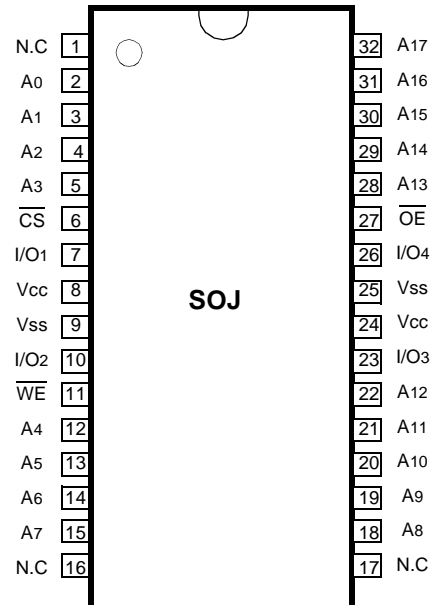 N.C 1 32 A17
A0 2 31 A16
A1 3 30 A15
A2 4 29 A14
A3 5 28 A13
CS 6 27 OE
I/O1 7 26 I/O4
Vcc 8 25 Vss
SOJ
Vss 9 24 Vcc
I/O2 10 23 I/O3
WE 11 22 A12
A4 12 21 A11
A5 13 20 A10
A6 14 19 A9
A7 15 18 A8
N.C 16 17 N.C